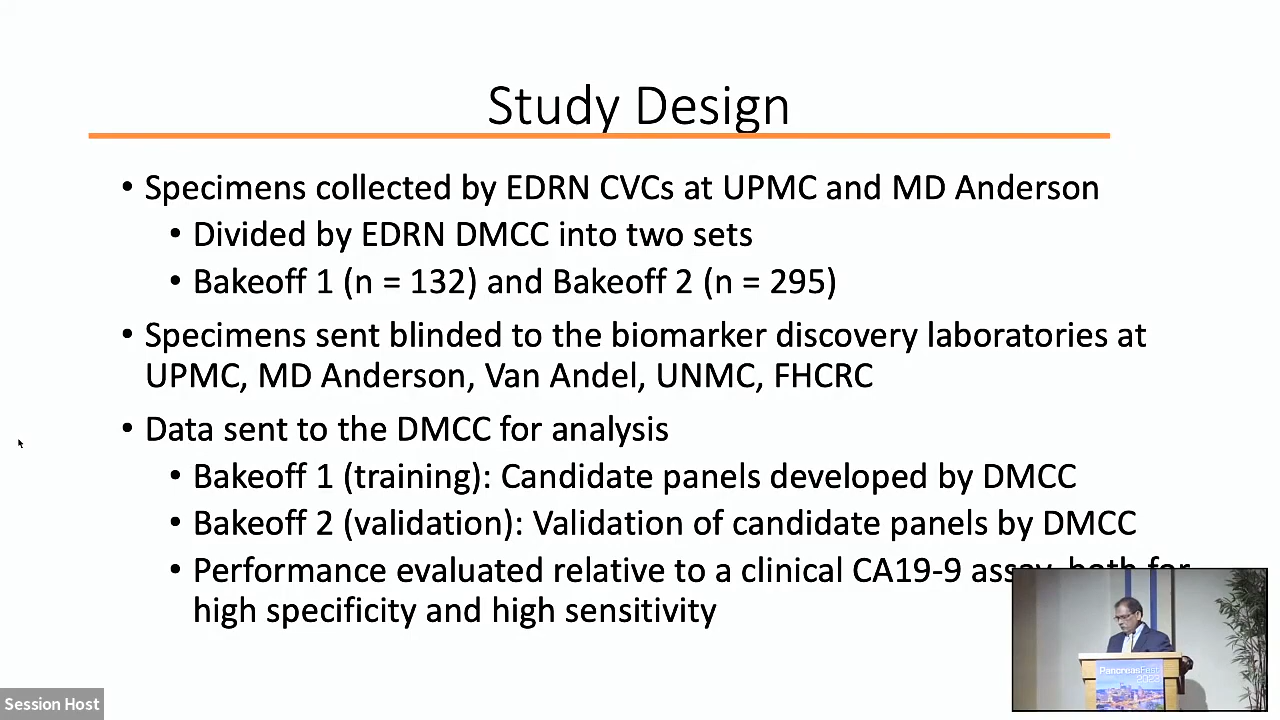 Study Design
• Specimens collected by EDRN CVCs at UPMC and MD Anderson
• Divided by EDRN DMCC into two sets
• Bakeoff 1 (n = 132) and Bakeoff 2 (n = 295)
• Specimens sent blinded to the biomarker discovery laboratories at
UPMC, MD Anderson, Van Andel, UNMC, FHCRC
• Data sent to the DMCC for analysis
• Bakeoff 1 (training): Candidate panels developed by DMCC
• Bakeoff 2 (validation): Validation of candidate panels by DMCC
• Performance evaluated relative to a clinical CA19-9 assay, both for
high specificity and high sensitivity
PancreasFest
Session Host